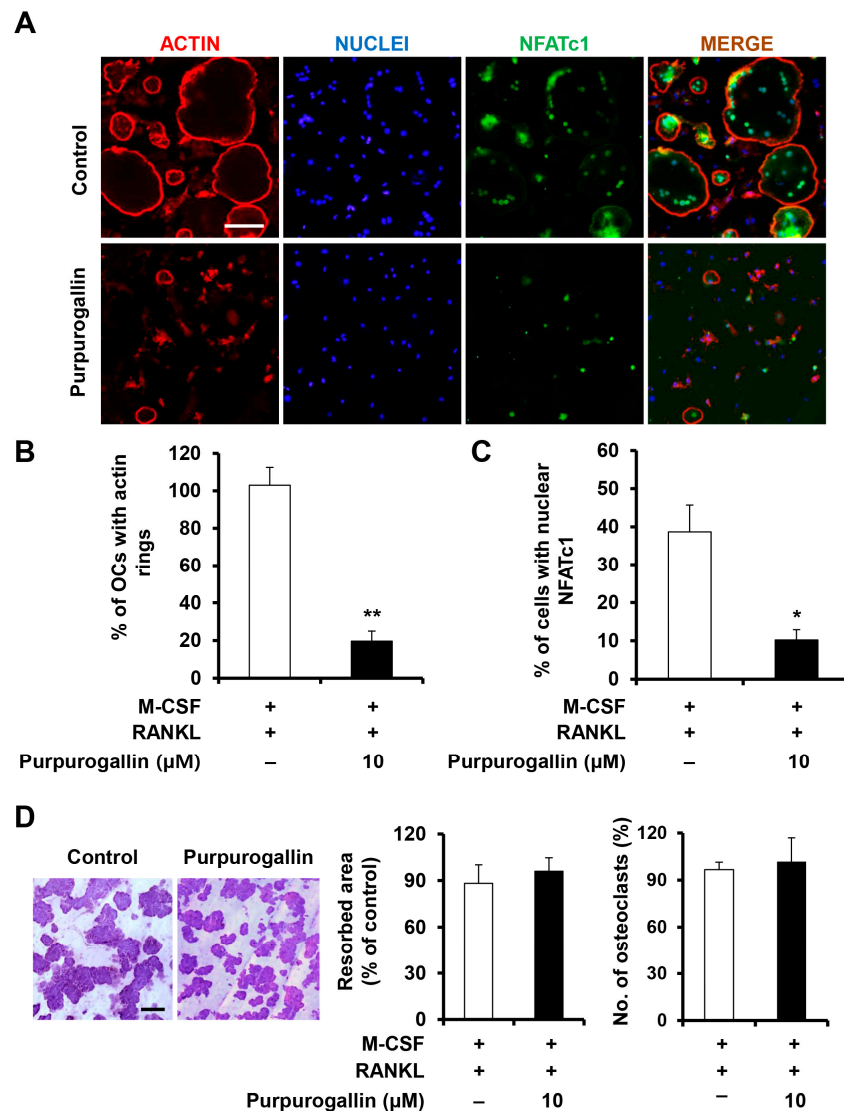 A
ACTIN NUCLEI NFATc1 MERGE
Control
Purpurogallin
B
% of OCs with actin
rings
120
100
80
60
40
20
0
**
M-CSF + +
RANKL + +
Purpurogallin (µM) – 10
C
% of cells with nuclear
NFATc1
60
50
40
30
20
10
0
*
M-CSF + +
RANKL + +
Purpurogallin (µM) – 10
D
Control Purpurogallin
Resorbed area
(% of control)
120
90
60
30
0
No. of osteoclasts (%)
120
90
60
30
0
M-CSF + + + +
RANKL + + + +
Purpurogallin (µM) – 10 – 10